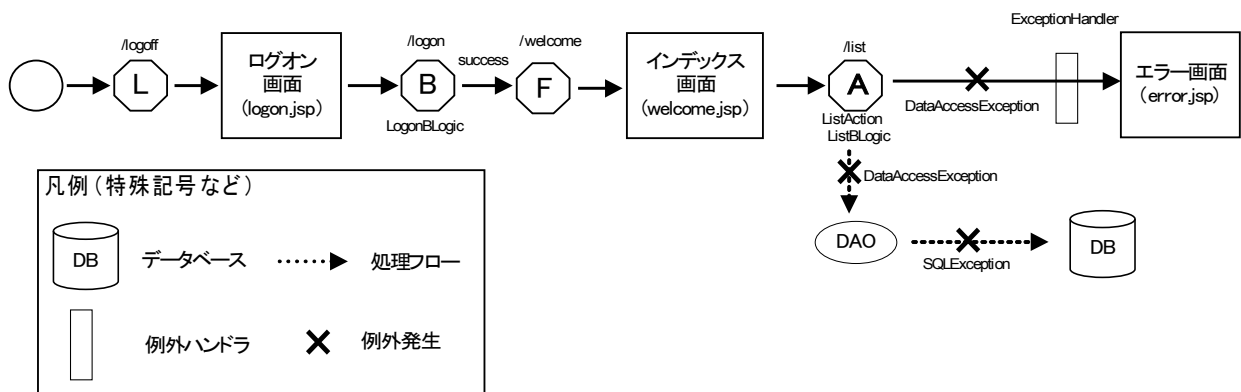 ExceptionHandler
/logoff
/logon
/welcome
/list
success
L
ログオン
画面
(logon.jsp)
B
F
インデックス
画面
(welcome.jsp)
A
エラー画面
(error.jsp)
LogonBLogic
DataAccessException
ListAction
ListBLogic
DataAccessException
凡例(特殊記号など)
DB
データベース
処理フロー
例外ハンドラ
例外発生
DAO
SQLException
DB